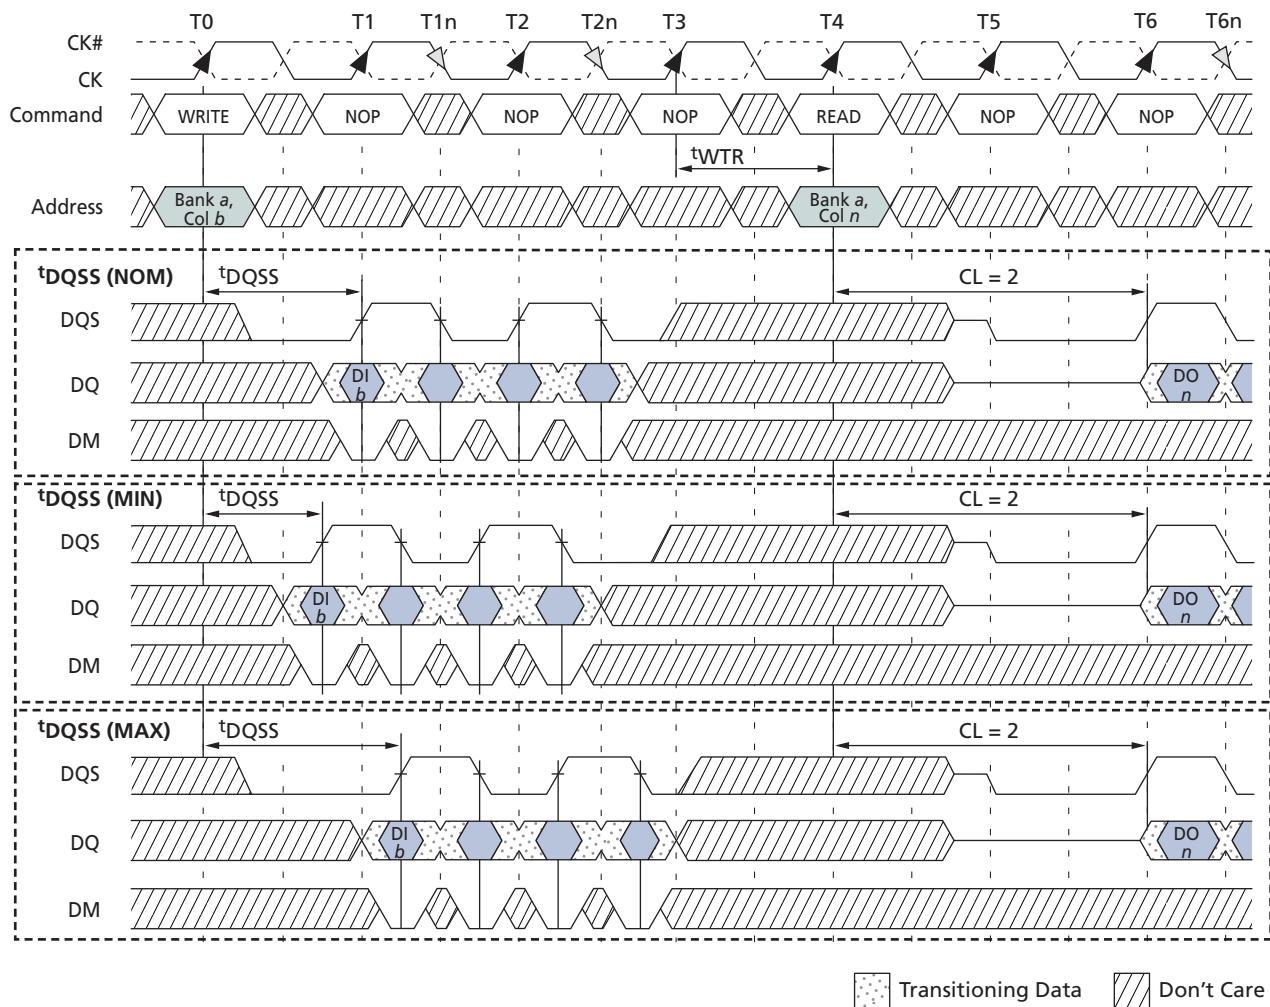 T0 T1 T1n T2 T2n T3 T4 T5 T6 T6n
CK#
CK
Command WRITE NOP NOP NOP READ NOP NOP
tWTR
Address Bank a, Col b Bank a, Col n
tDQSS (NOM) tDQSS CL = 2
DQS
DQ DI b DO n
DM
tDQSS (MIN) tDQSS CL = 2
DQS
DQ DI b DO n
DM
tDQSS (MAX) tDQSS CL = 2
DQS
DQ DI b DO n
DM
Transitioning Data Don't Care